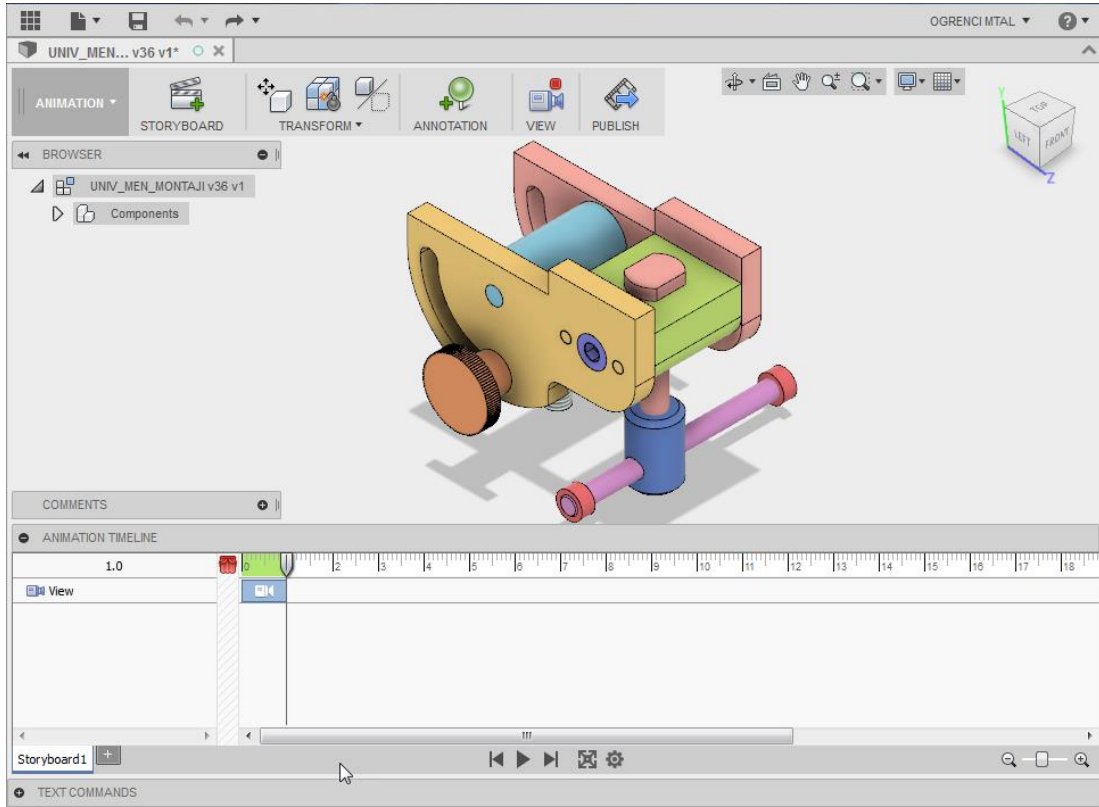 OGRENCI MTAL
?
UNIV_MEN... v36 v1*
ANIMATION
STORYBOARD
TRANSFORM
ANNOTATION
VIEW
PUBLISH
Y
TOP
LEFT
FRONT
Z
BROWSER
UNIV_MEN_MONTAJI v36 v1
Components
COMMENTS
ANIMATION TIMELINE
1.0
0 2 3 4 5 6 7 8 9 10 11 12 13 14 15 16 17 18
View
Storyboard1
+
TEXT COMMANDS